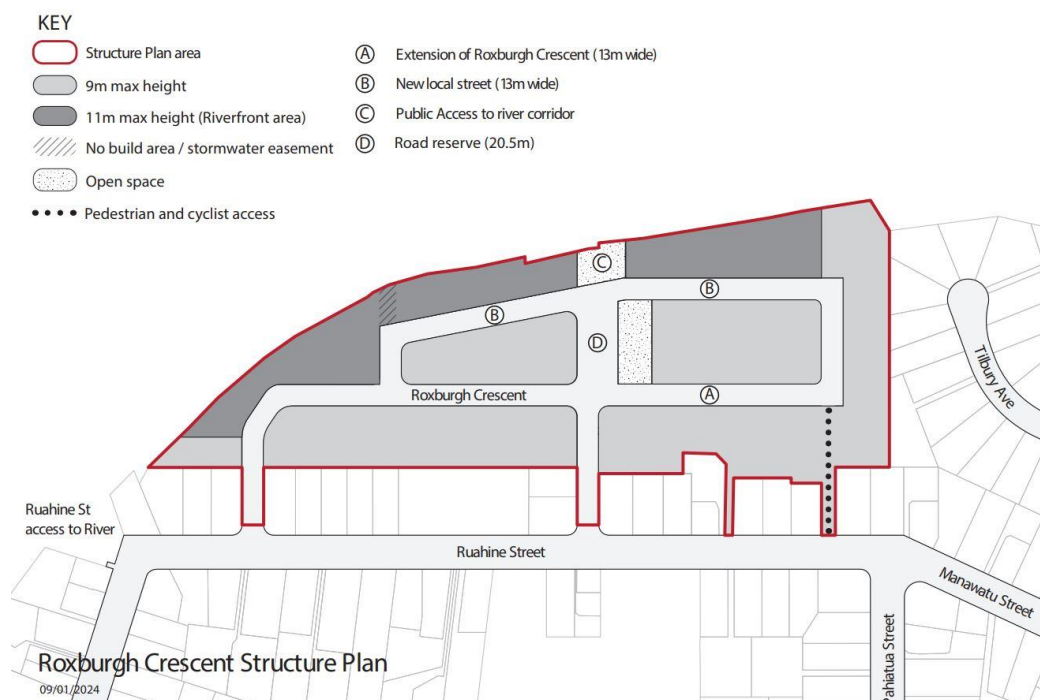 KEY
Structure Plan area
9m max height
11m max height (Riverfront area)
No build area / stormwater easement
Open space
Pedestrian and cyclist access
A Extension of Roxburgh Crescent (13m wide)
B New local street (13m wide)
C Public Access to river corridor
D Road reserve (20.5m)
C
B
B
D
A
Roxburgh Crescent
Tilbury Ave
Ruahine St
access to River
Ruahine Street
Manawatu Street
Pahiatua Street
Roxburgh Crescent Structure Plan
09/01/2024